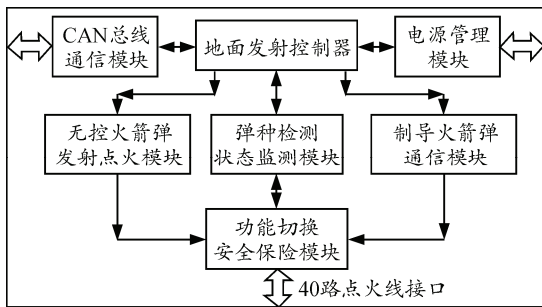 CAN总线
通信模块
地面发射控制器
电源管理
模块
无控火箭弹
发射点火模块
弹种检测
状态监测模块
制导火箭弹
通信模块
功能切换
安全保险模块
40路点火线接口